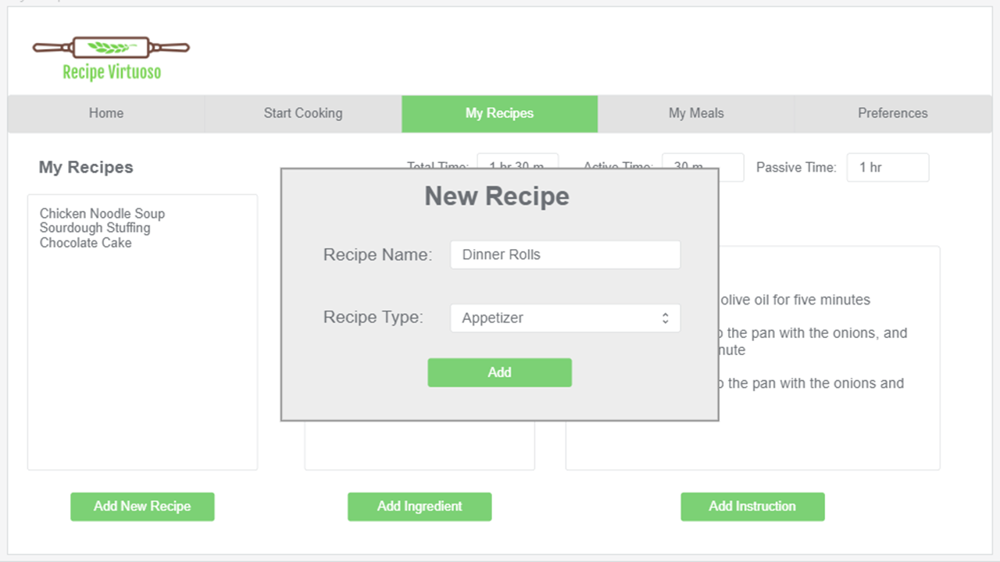 Recipe Virtuoso
Home Start Cooking My Recipes My Meals Preferences
My Recipes
Total Time: 1 hr 30 m Active Time: 30 m Passive Time: 1 hr
Chicken Noodle Soup
Sourdough Stuffing
Chocolate Cake
New Recipe
Recipe Name: Dinner Rolls
Recipe Type: Appetizer
Add
olive oil for five minutes
the pan with the onions, and
the pan with the onions and
Add New Recipe Add Ingredient Add Instruction